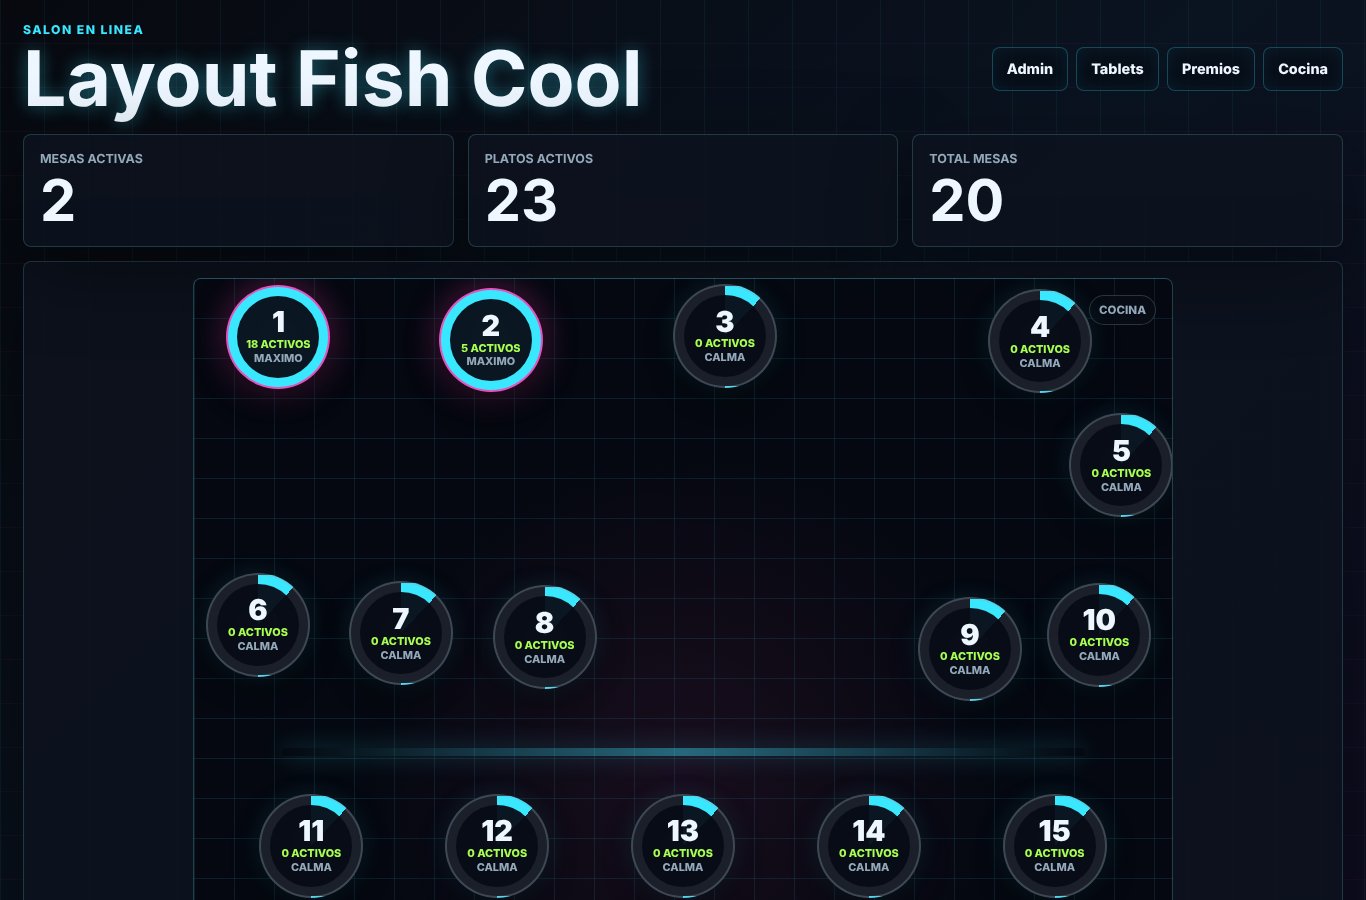 SALON EN LINEA
Layout Fish Cool
Admin
Tablets
Premios
Cocina
MESAS ACTIVAS
2
PLATOS ACTIVOS
23
TOTAL MESAS
20
1
18 ACTIVOS
MAXIMO
2
5 ACTIVOS
MAXIMO
3
0 ACTIVOS
CALMA
4
0 ACTIVOS
CALMA
COCINA
5
0 ACTIVOS
CALMA
6
0 ACTIVOS
CALMA
7
0 ACTIVOS
CALMA
8
0 ACTIVOS
CALMA
9
0 ACTIVOS
CALMA
10
0 ACTIVOS
CALMA
11
0 ACTIVOS
CALMA
12
0 ACTIVOS
CALMA
13
0 ACTIVOS
CALMA
14
0 ACTIVOS
CALMA
15
0 ACTIVOS
CALMA